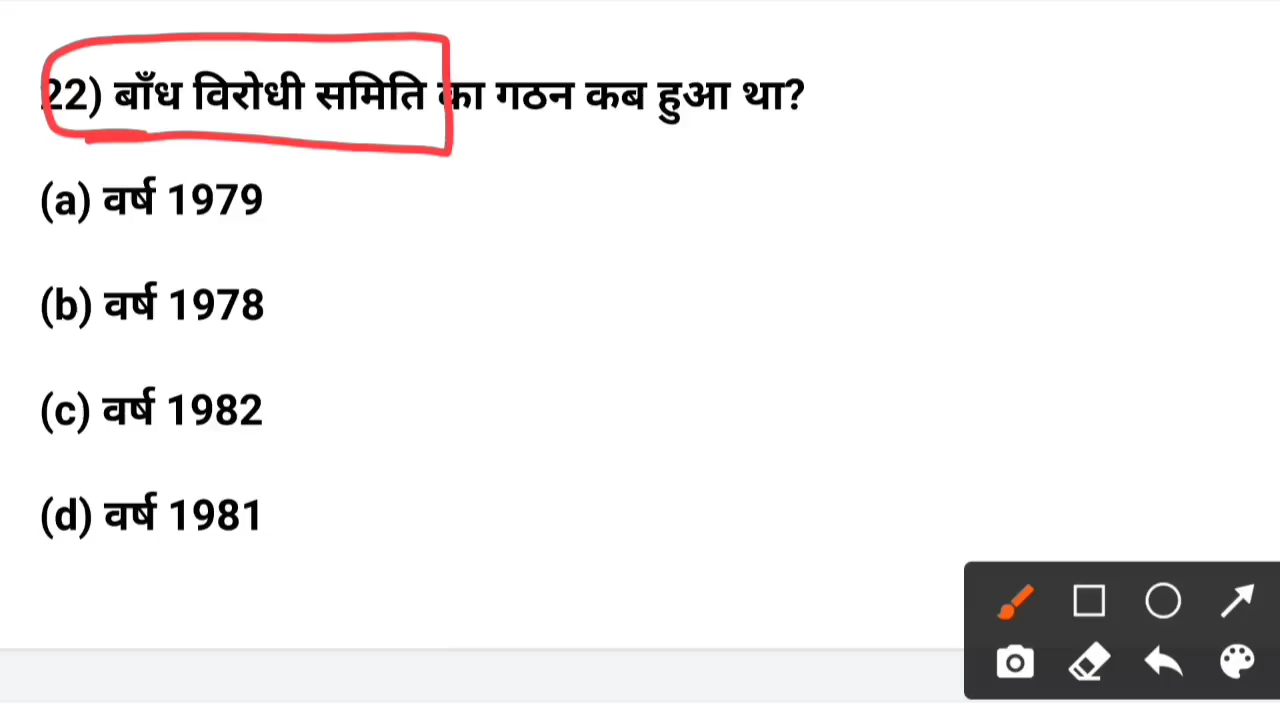 22) बाँध विरोधी समिति का गठन कब हुआ था?
(a) वर्ष 1979
(b) वर्ष 1978
(c) वर्ष 1982
(d) वर्ष 1981